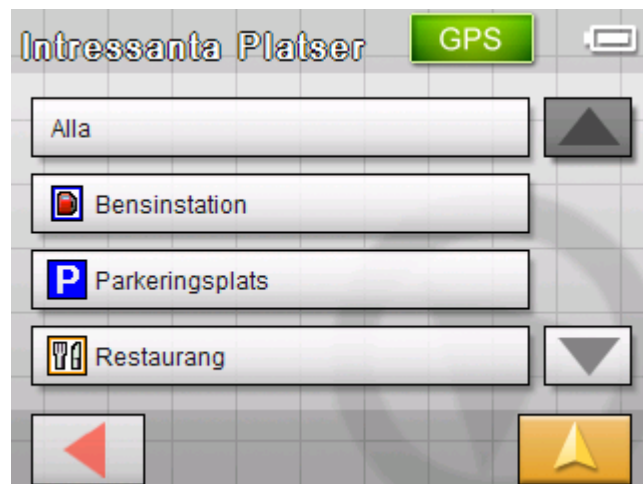 Intressanta Platser
GPS
Alla
Bensinstation
P Parkeringsplats
Restaurang